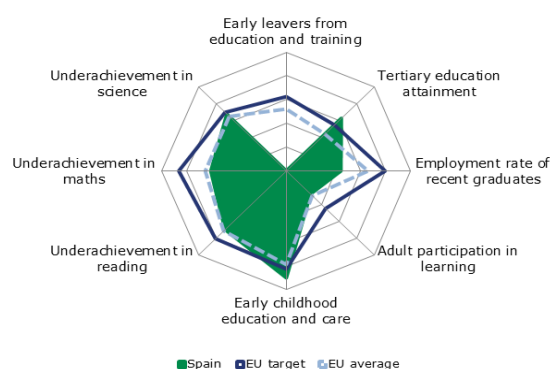 Early leavers from
education and training
Underachievement in
science
Tertiary education
attainment
Underachievement in
maths
Employment rate of
recent graduates
Underachievement in
reading
Adult participation in
learning
Early childhood
education and care
Spain EU target EU average